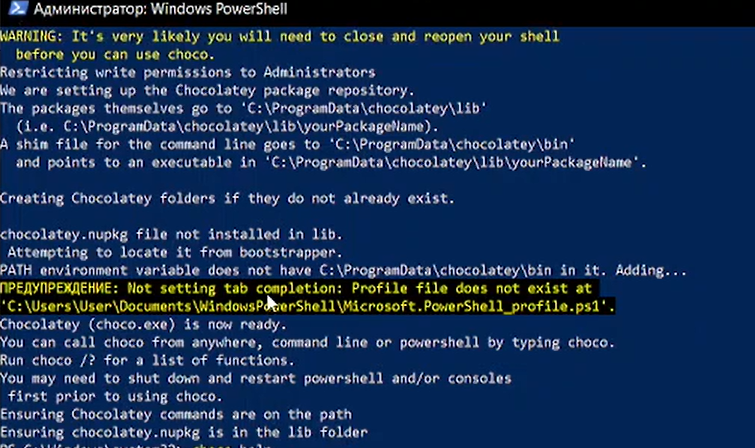 Администратор: Windows PowerShell
WARNING: It's very likely you will need to close and reopen your shell
before you can use choco.
Restricting write permissions to Administrators
We are setting up the Chocolatey package repository.
The packages themselves go to 'C:\ProgramData\chocolatey\lib'
(i.e. C:\ProgramData\chocolatey\lib\yourPackageName).
A shim file for the command line goes to 'C:\ProgramData\chocolatey\bin'
and points to an executable in 'C:\ProgramData\chocolatey\lib\yourPackageName'.
Creating Chocolatey folders if they do not already exist.
chocolatey.nupkg file not installed in lib.
Attempting to locate it from bootstrapper.
PATH environment variable does not have C:\ProgramData\chocolatey\bin in it. Adding...
ПРЕДУПРЕЖДЕНИЕ: Not setting tab completion: Profile file does not exist at
'C:\Users\User\Documents\WindowsPowerShell\Microsoft.PowerShell_profile.ps1'.
Chocolatey (choco.exe) is now ready.
You can call choco from anywhere, command line or powershell by typing choco.
Run choco /? for a list of functions.
You may need to shut down and restart powershell and/or consoles
first prior to using choco.
Ensuring Chocolatey commands are on the path
Ensuring chocolatey.nupkg is in the lib folder